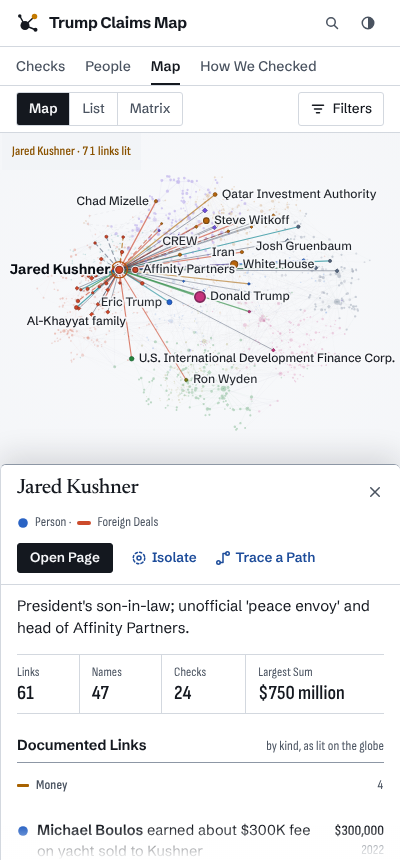 Trump Claims Map
Checks People Map How We Checked
Map List Matrix Filters
Jared Kushner · 71 links lit
Chad Mizelle
Qatar Investment Authority
Steve Witkoff
CREW
Josh Gruenbaum
Iran
White House
Jared Kushner
Affinity Partners
Eric Trump
Donald Trump
Al-Khayyat family
U.S. International Development Finance Corp.
Ron Wyden
Jared Kushner
Person · Foreign Deals
Open Page Isolate Trace a Path
President's son-in-law; unofficial 'peace envoy' and
head of Affinity Partners.
Links Names Checks Largest Sum
61 47 24 $750 million
Documented Links by kind, as lit on the globe
Money 4
Michael Boulos earned about $300K fee $300,000
on yacht sold to Kushner 2022